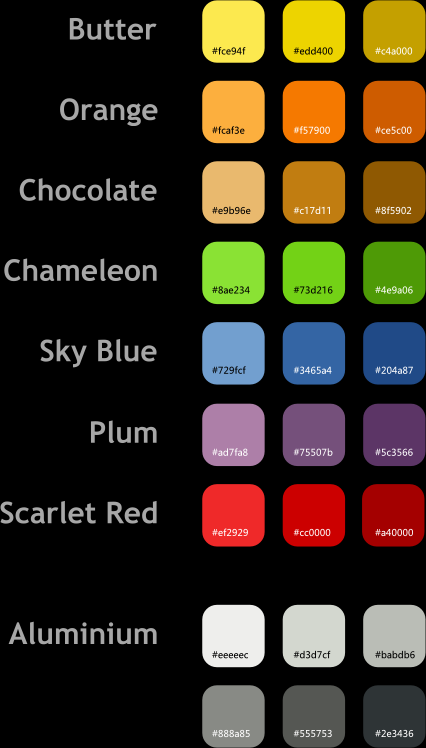 Butter
#fce94f #edd400 #c4a000
Orange
#fcaf3e #f57900 #ce5c00
Chocolate
#e9b96e #c17d11 #8f5902
Chameleon
#8ae234 #73d216 #4e9a06
Sky Blue
#729fcf #3465a4 #204a87
Plum
#ad7fa8 #75507b #5c3566
Scarlet Red
#ef2929 #cc0000 #a40000
Aluminium
#eeeeec #d3d7cf #babdb6
#888a85 #555753 #2e3436